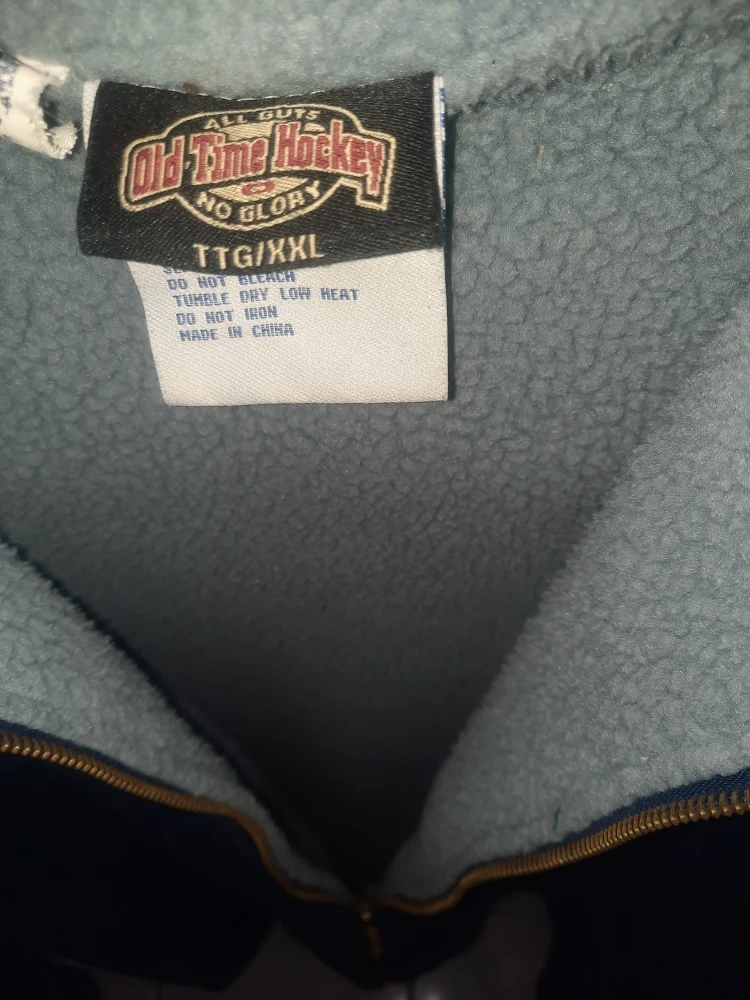 ALL GUTS
Old Time Hockey
NO GLORY
TTG/XXL
DO NOT BLEACH
TUMBLE DRY LOW HEAT
DO NOT IRON
MADE IN CHINA